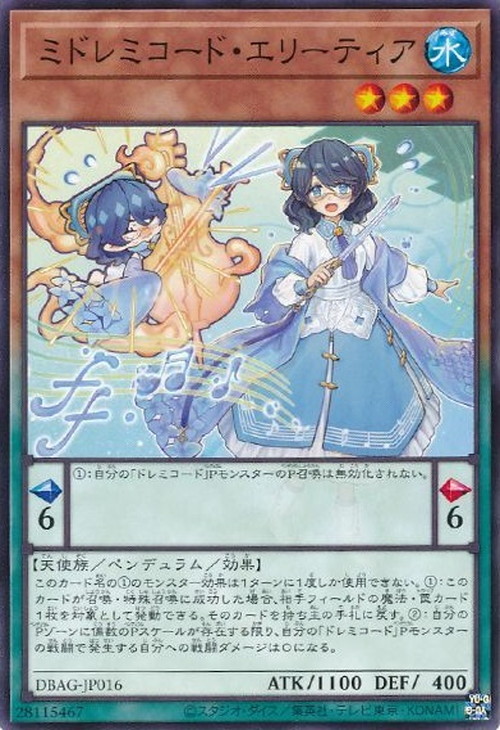 ミドレミコード・エリーティア
水
①：自分の「ドレミコード」PモンスターのP召喚は無効化されない。
6
6
【天使族／ペンデュラム／効果】
このカード名の①のモンスター効果は1ターンに1度しか使用できない。①：この
カードが召喚・特殊召喚に成功した場合、相手フィールドの魔法・罠カード
1枚を対象として発動できる。そのカードを持ち主の手札に戻す。②：自分の
Pゾーンに偶数のPスケールが存在する限り、自分の「ドレミコード」Pモンスター
の戦闘で発生する自分への戦闘ダメージは0になる。
DBAG-JP016
ATK/1100 DEF/ 400
28115467
©スタジオ・ダイス／集英社・テレビ東京・KONAMI